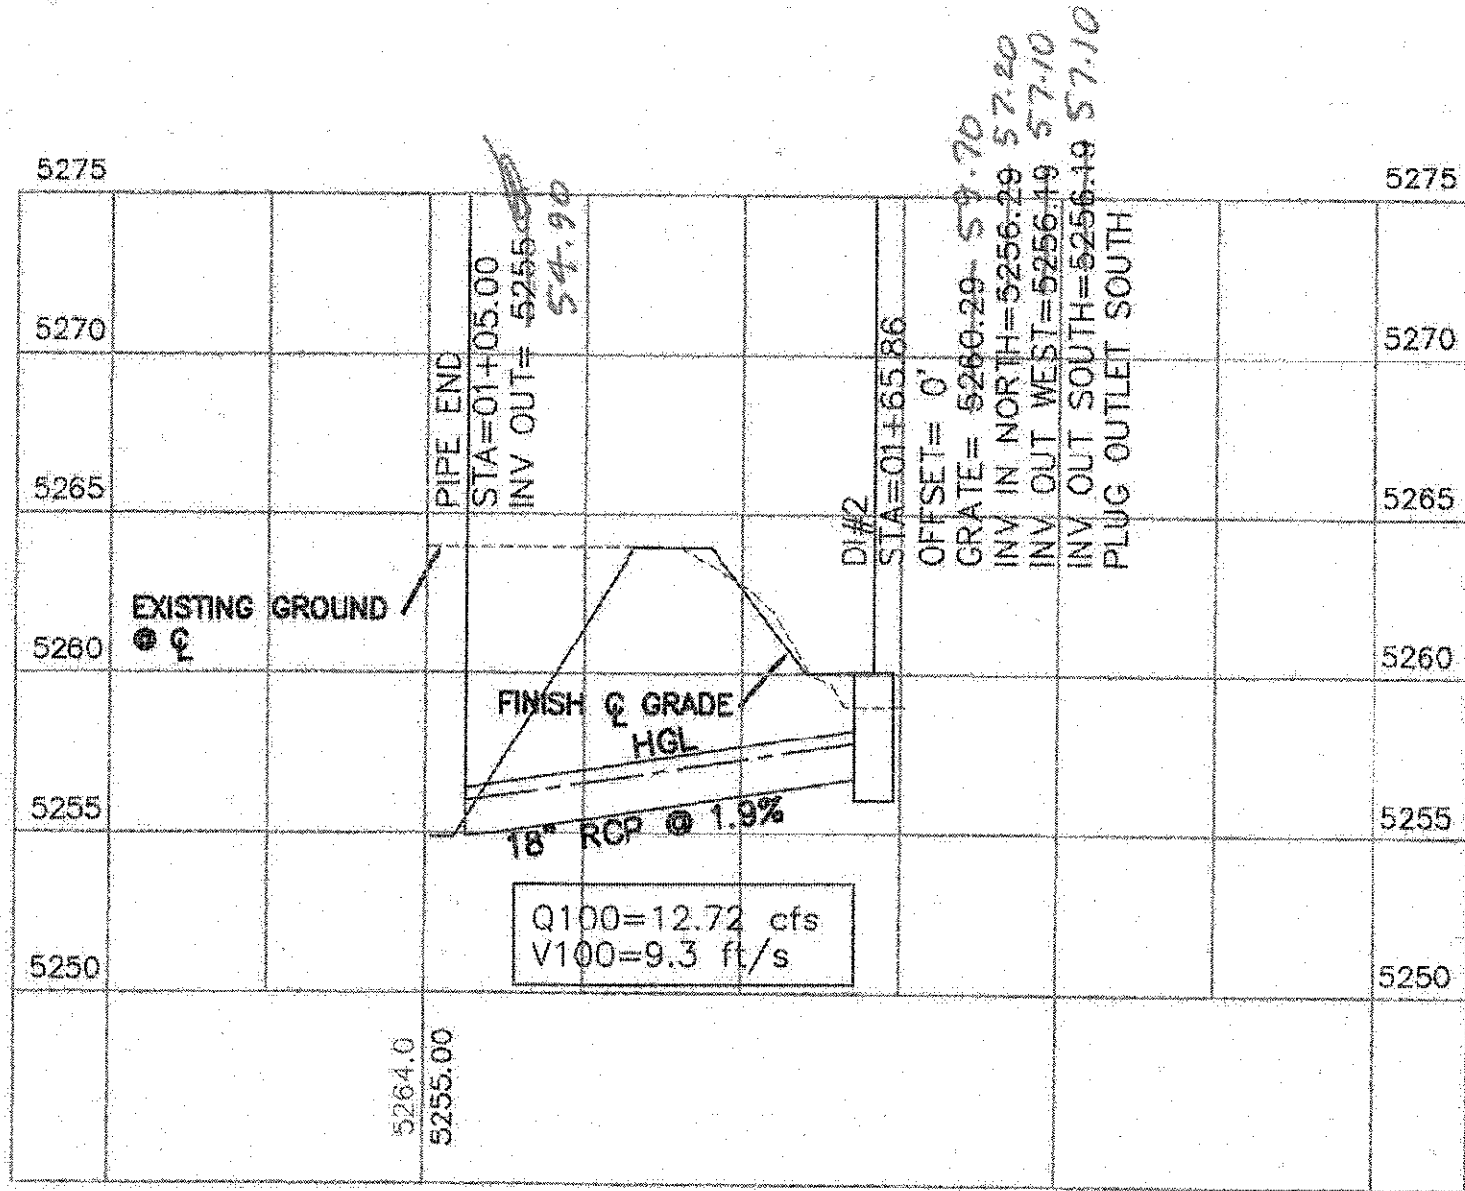 5275
5275
5270
5270
5265
5265
5260
5260
5255
5255
5250
5250
PIPE END
STA=01+05.00
INV OUT= 5255
54.90
DI#2
STA=01+65.86
OFFSET= 0'
GRATE= 5260.29 59.70
INV IN NORTH=5256.29 57.20
INV OUT WEST=5256.19 57.10
INV OUT SOUTH=5256.19 57.10
PLUG OUTLET SOUTH
EXISTING GROUND
@ ℄
FINISH ℄ GRADE
HGL
18" RCP @ 1.9%
Q100=12.72 cfs
V100=9.3 ft/s
5264.0
5255.00